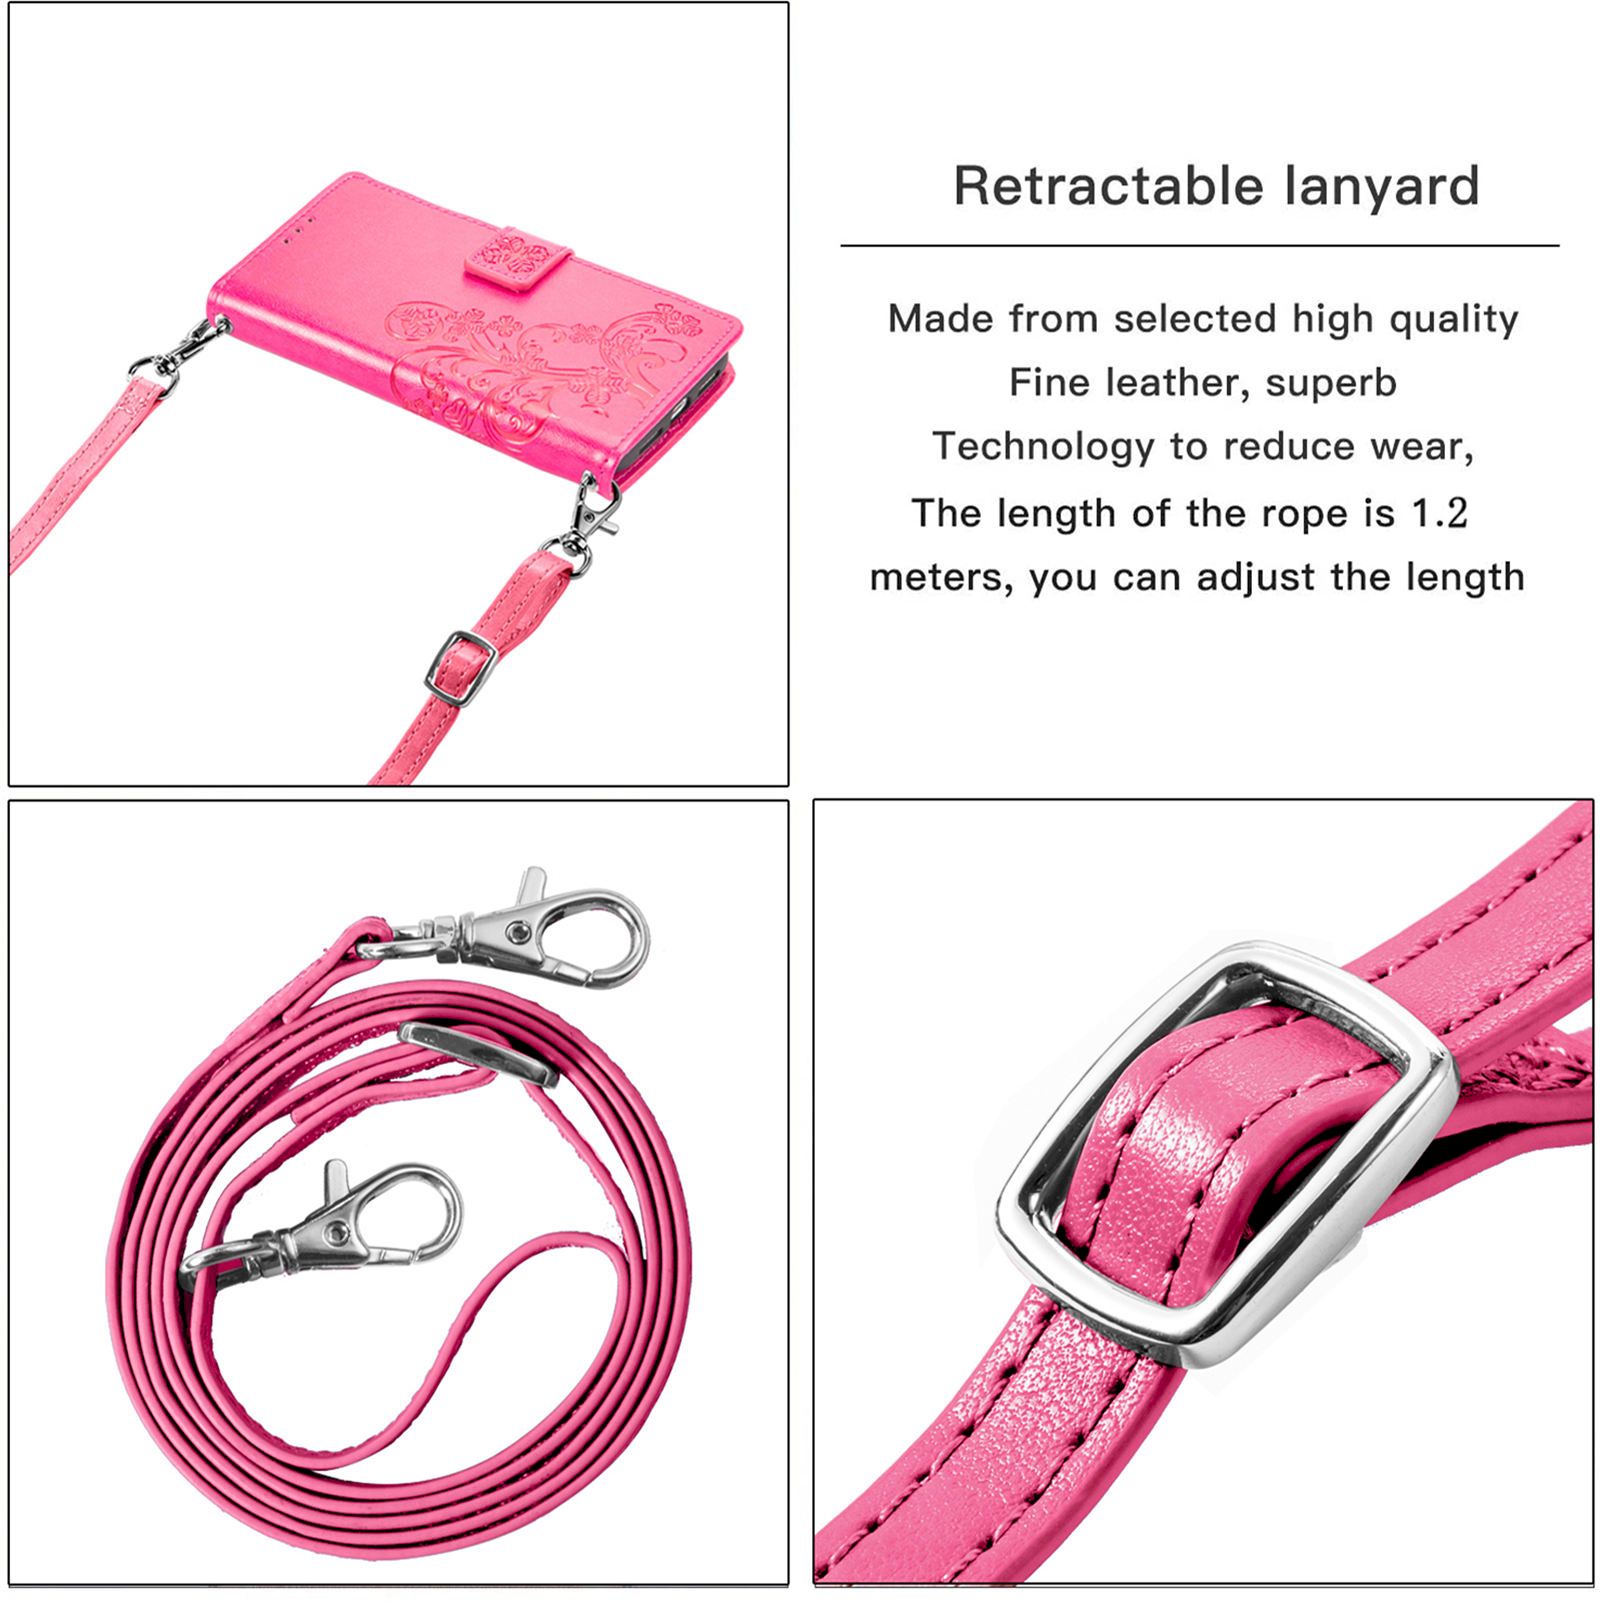 Retractable lanyard
Made from selected high quality
Fine leather, superb
Technology to reduce wear,
The length of the rope is 1.2
meters, you can adjust the length